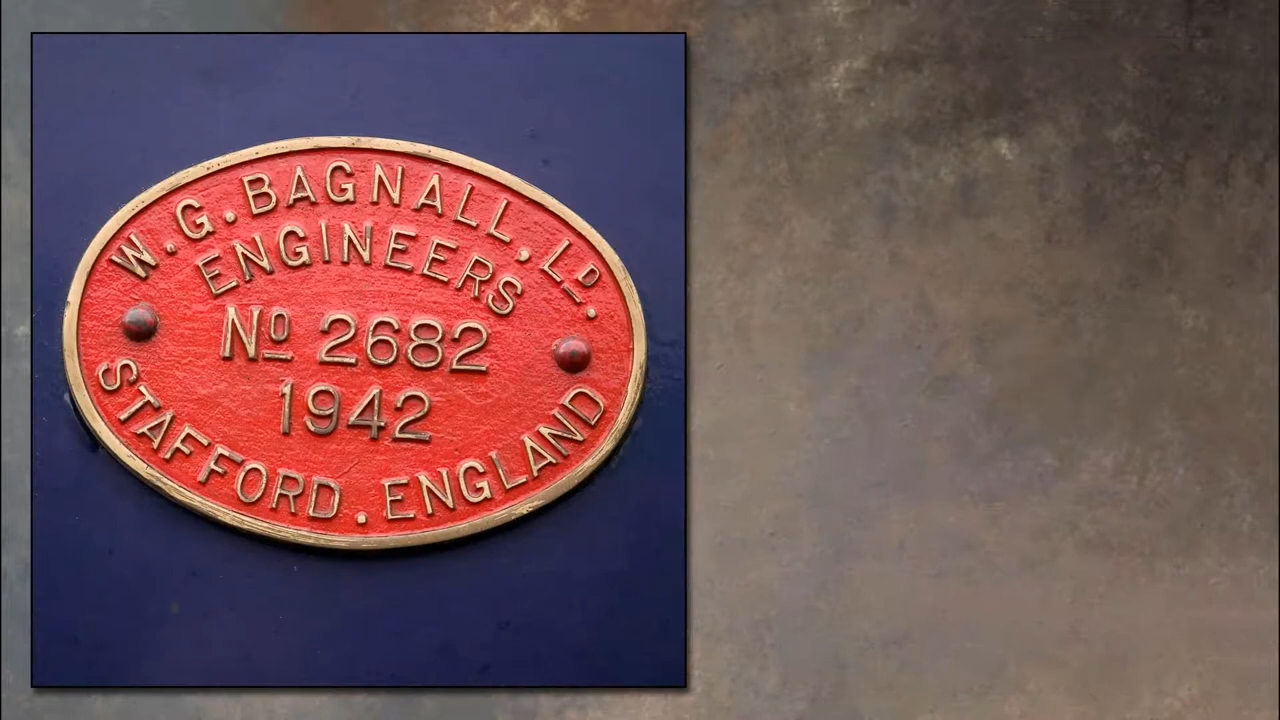 W.G. BAGNALL, LD.
ENGINEERS
No 2682
1942
STAFFORD. ENGLAND